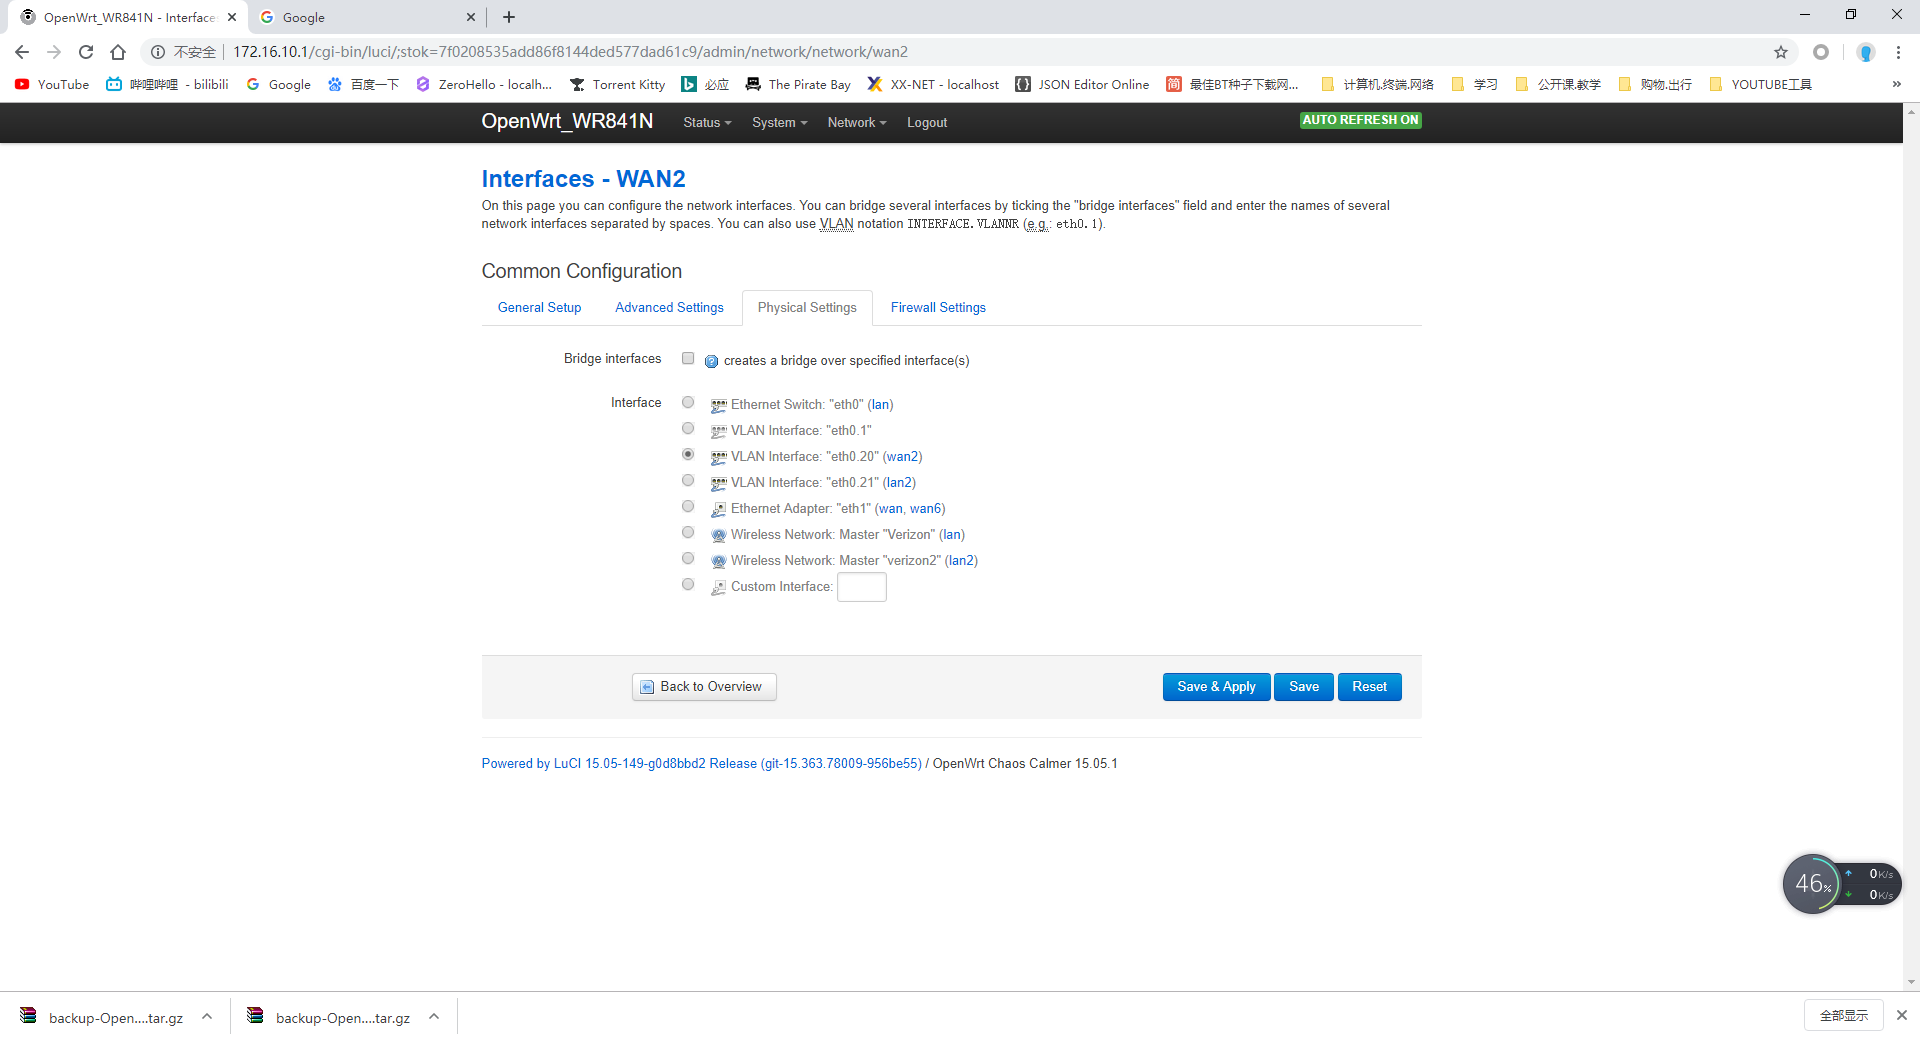 OpenWrt_WR841N - Interface
Google
不安全
172.16.10.1/cgi-bin/luci/;stok=7f0208535add86f8144ded577dad61c9/admin/network/network/wan2
YouTube
哔哩哔哩 - bilibili
Google
百度一下
ZeroHello - localh...
Torrent Kitty
必应
The Pirate Bay
XX-NET - localhost
JSON Editor Online
简 最佳BT种子下载网...
计算机,终端,网络
学习
公开课,教学
购物,出行
YOUTUBE工具
OpenWrt_WR841N
Status
System
Network
Logout
AUTO REFRESH ON
Interfaces - WAN2
On this page you can configure the network interfaces. You can bridge several interfaces by ticking the "bridge interfaces" field and enter the names of several
network interfaces separated by spaces. You can also use VLAN notation INTERFACE.VLANNR (e.g.: eth0.1).
Common Configuration
General Setup
Advanced Settings
Physical Settings
Firewall Settings
Bridge interfaces
creates a bridge over specified interface(s)
Interface
Ethernet Switch: "eth0" (lan)
VLAN Interface: "eth0.1"
VLAN Interface: "eth0.20" (wan2)
VLAN Interface: "eth0.21" (lan2)
Ethernet Adapter: "eth1" (wan, wan6)
Wireless Network: Master "Verizon" (lan)
Wireless Network: Master "verizon2" (lan2)
Custom Interface:
Back to Overview
Save & Apply
Save
Reset
Powered by LuCI 15.05-149-g0d8bbd2 Release (git-15.363.78009-956be55) / OpenWrt Chaos Calmer 15.05.1
46%
0K/s
0K/s
backup-Open....tar.gz
backup-Open....tar.gz
全部显示